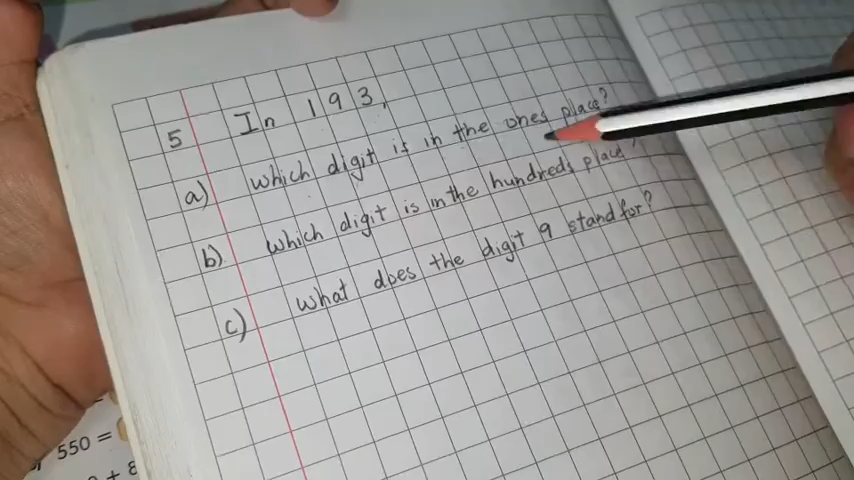 5 In 193,
a) which digit is in the ones place?
b) which digit is in the hundreds place?
c) what does the digit 9 stand for?
550 =
+ 8